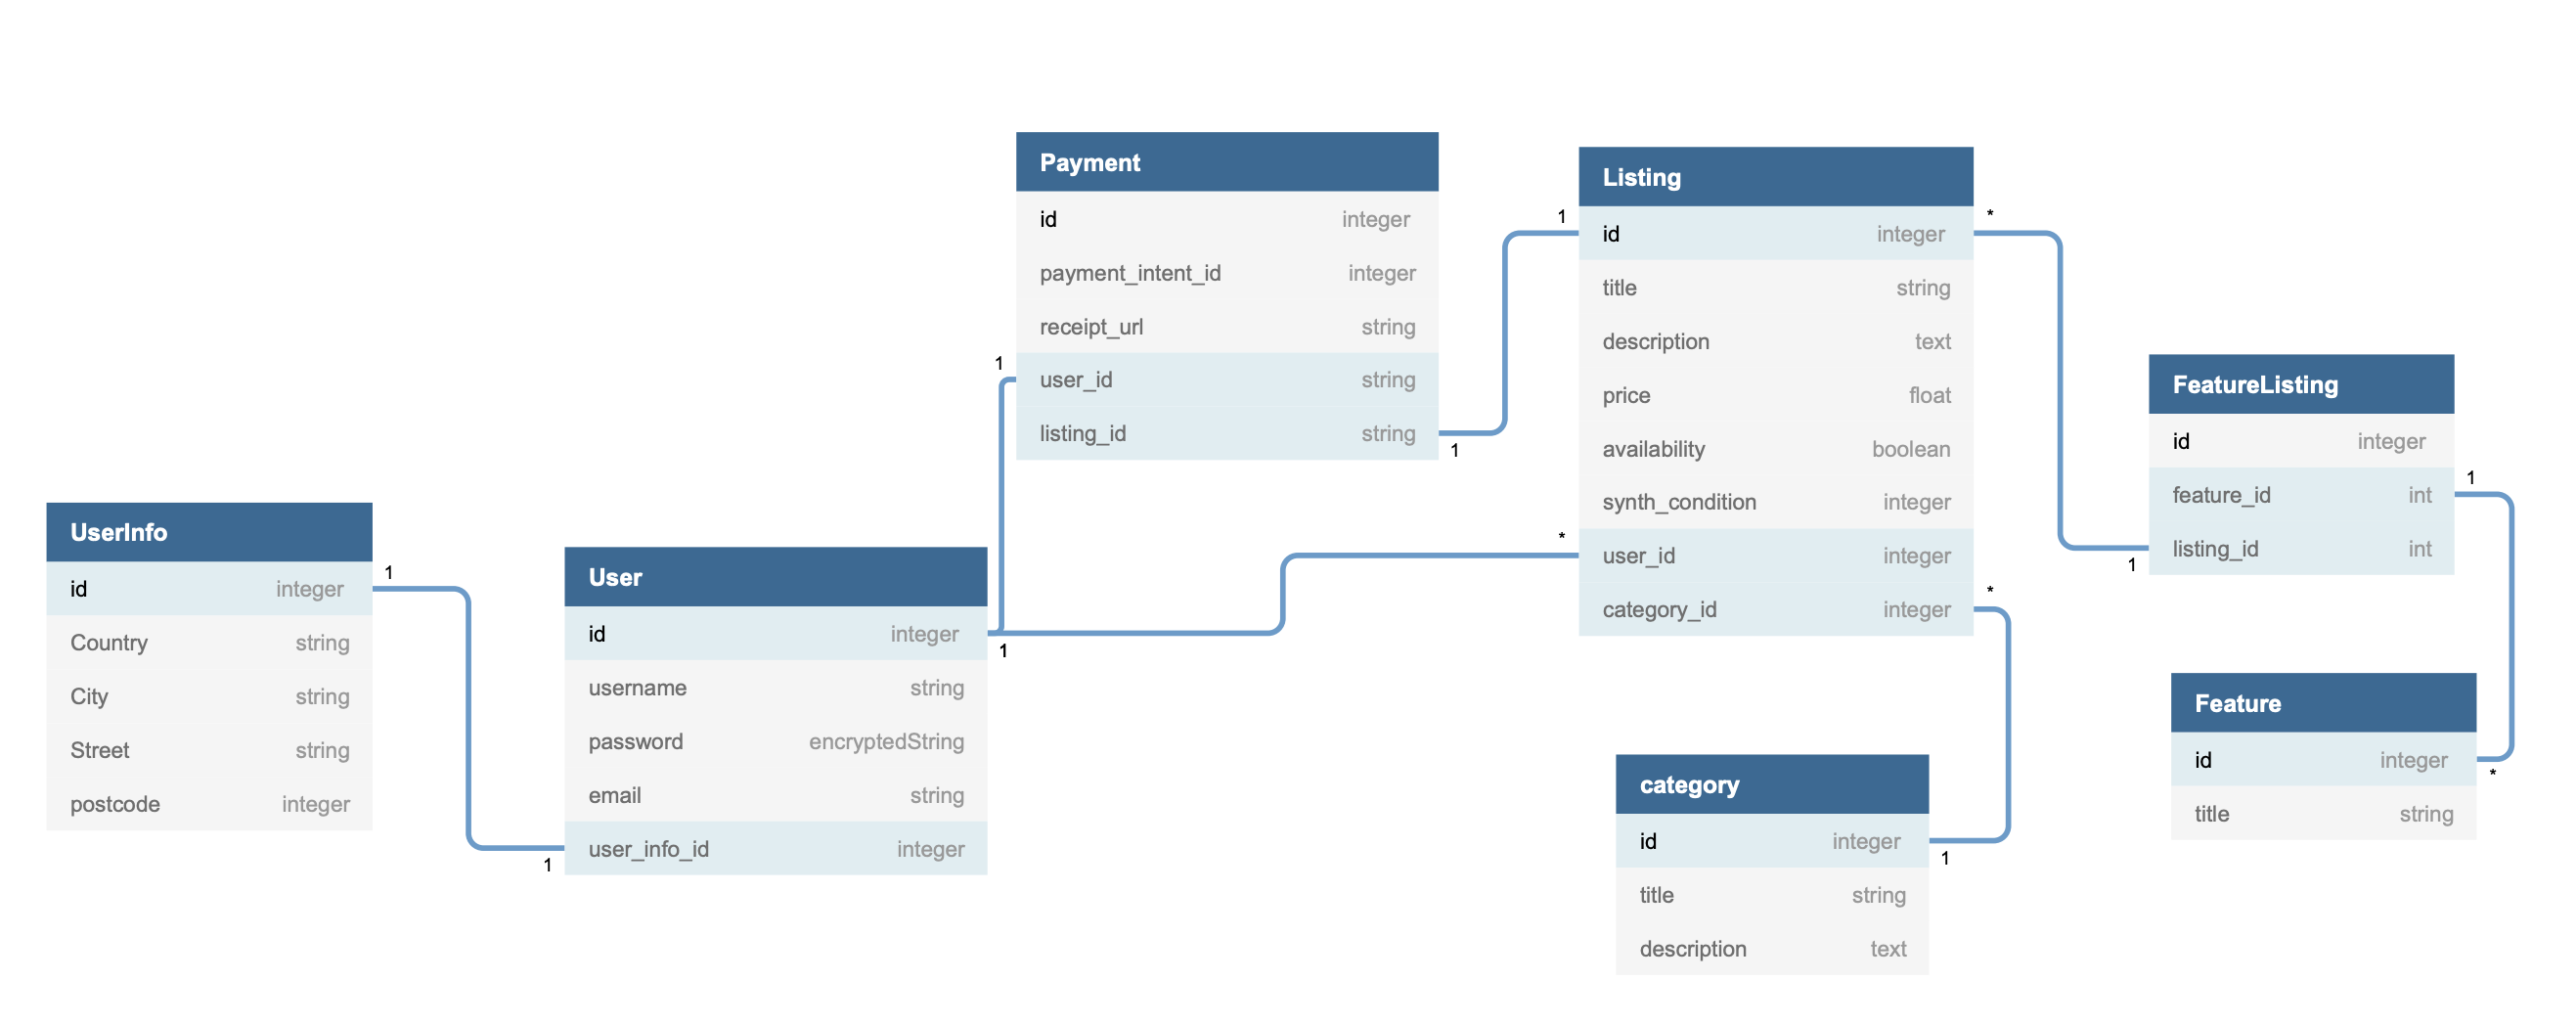 Payment
id integer
payment_intent_id integer
receipt_url string
1
user_id string
listing_id string
1
Listing
1
*
id integer
title string
description text
price float
availability boolean
synth_condition integer
*
user_id integer
*
category_id integer
FeatureListing
id integer
1
feature_id int
listing_id int
1
UserInfo
1
id integer
Country string
City string
Street string
postcode integer
User
id integer
1
username string
password encryptedString
email string
user_info_id integer
1
category
id integer
1
title string
description text
Feature
id integer
*
title string